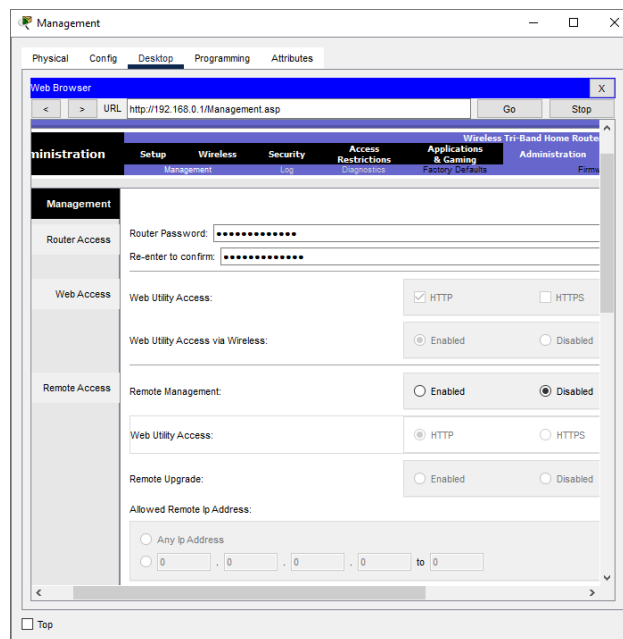 Management
Physical Config Desktop Programming Attributes
Web Browser X
< > URL http://192.168.0.1/Management.asp Go Stop
Wireless Tri-Band Home Route
ministration Setup Wireless Security Access Restrictions Applications & Gaming Administration
Management Log Diagnostics Factory Defaults Firmw
Management
Router Access Router Password: •••••••••••••
Re-enter to confirm: •••••••••••••
Web Access Web Utility Access: HTTP HTTPS
Web Utility Access via Wireless: Enabled Disabled
Remote Access Remote Management: Enabled Disabled
Web Utility Access: HTTP HTTPS
Remote Upgrade: Enabled Disabled
Allowed Remote Ip Address:
Any Ip Address
0 . 0 . 0 . 0 to 0
Top